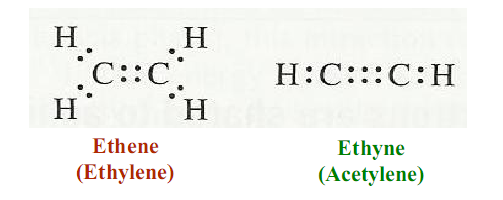 H H
C::C
H H
H:C:::C:H
Ethene
(Ethylene)
Ethyne
(Acetylene)